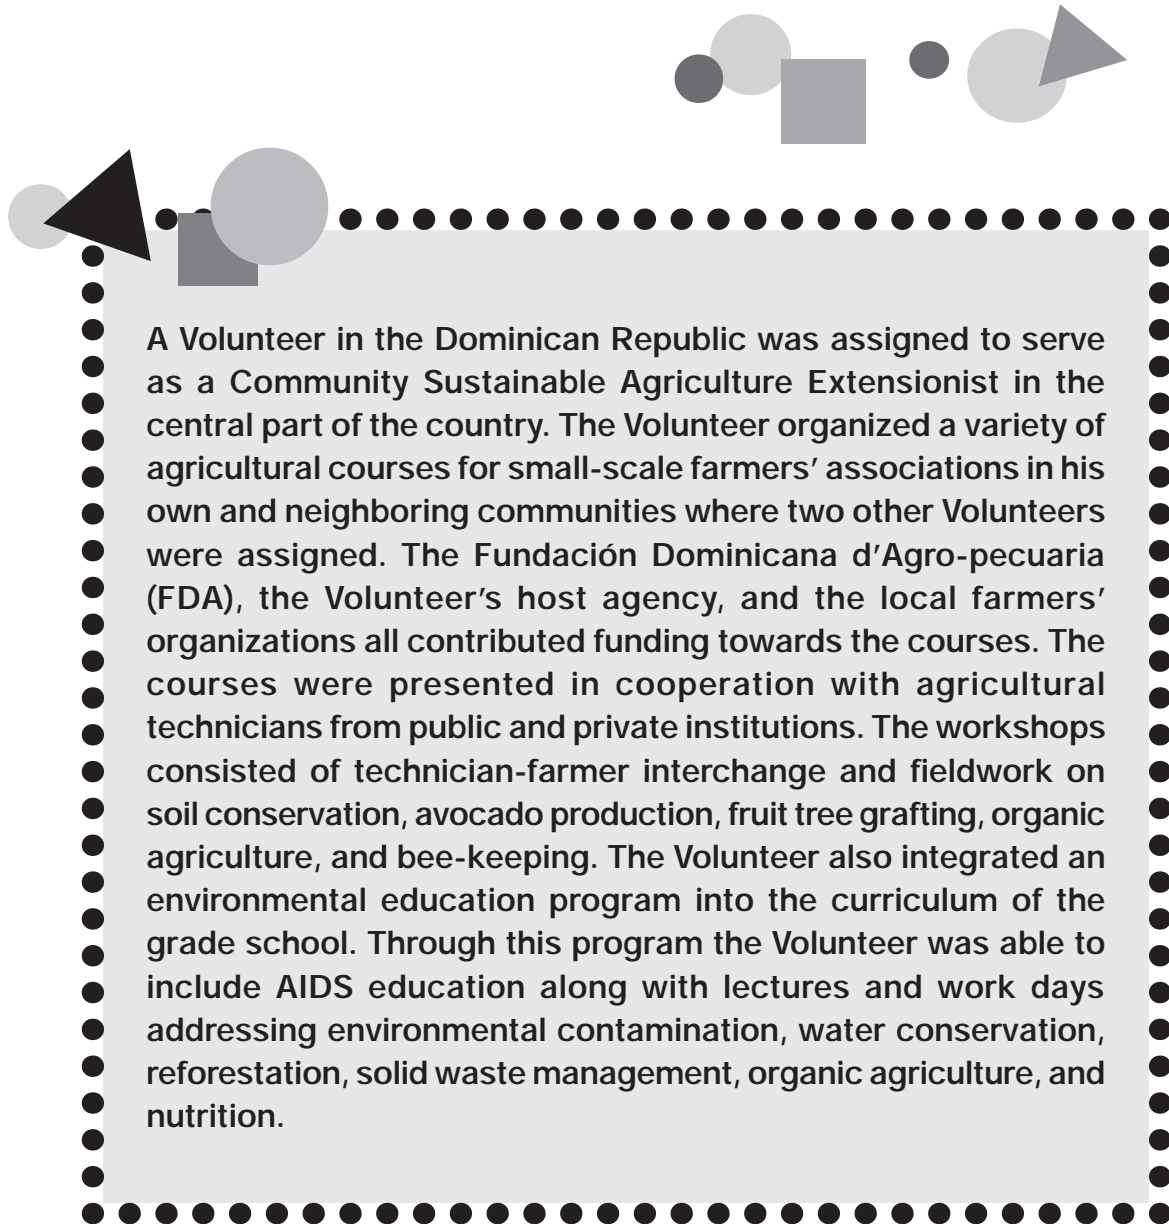 A Volunteer in the Dominican Republic was assigned to serve
as a Community Sustainable Agriculture Extensionist in the
central part of the country. The Volunteer organized a variety of
agricultural courses for small-scale farmers’ associations in his
own and neighboring communities where two other Volunteers
were assigned. The Fundación Dominicana d’Agro-pecuaria
(FDA), the Volunteer’s host agency, and the local farmers’
organizations all contributed funding towards the courses. The
courses were presented in cooperation with agricultural
technicians from public and private institutions. The workshops
consisted of technician-farmer interchange and fieldwork on
soil conservation, avocado production, fruit tree grafting, organic
agriculture, and bee-keeping. The Volunteer also integrated an
environmental education program into the curriculum of the
grade school. Through this program the Volunteer was able to
include AIDS education along with lectures and work days
addressing environmental contamination, water conservation,
reforestation, solid waste management, organic agriculture, and
nutrition.